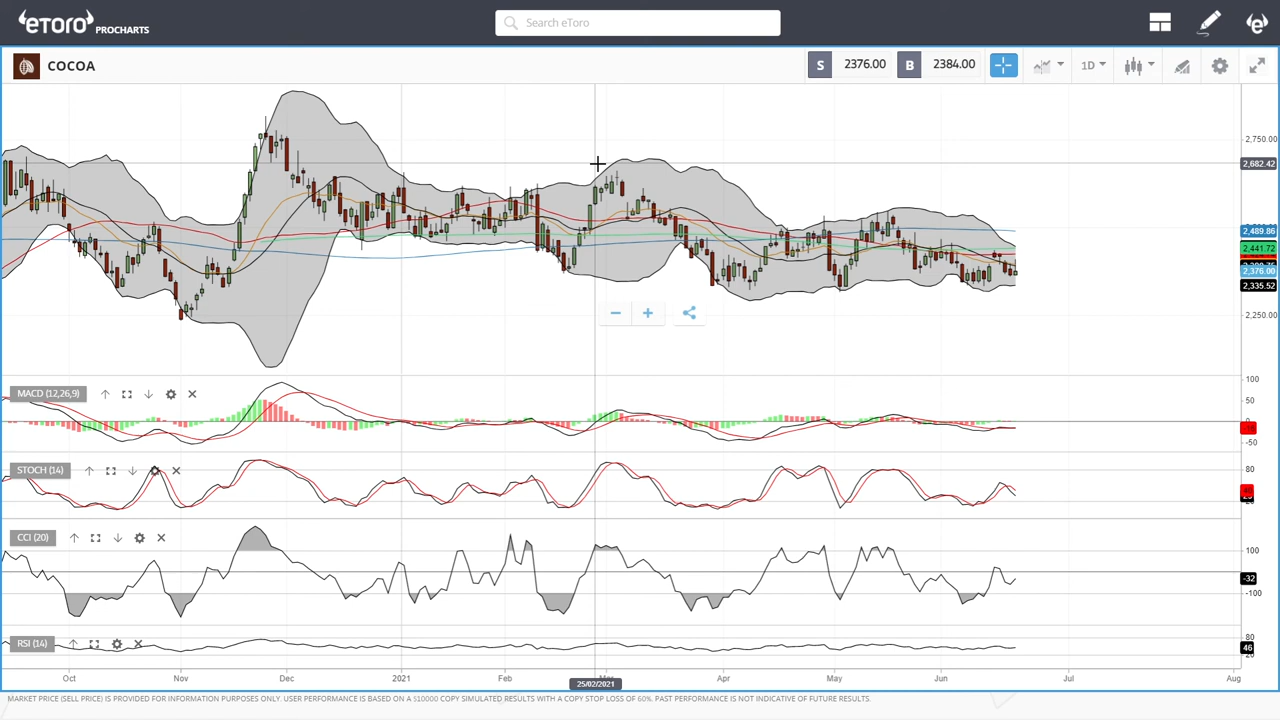 eToro PROCHARTS
Search eToro
COCOA
S 2376.00 B 2384.00 1D
2,750.00
2,682.42
2,489.86
2,441.72
2,376.00
2,335.52
2,250.00
MACD (12,26,9)
100
50
0
-50
STOCH (14)
80
CCI (20)
100
-32
-100
RSI (14)
80
46
Oct Nov Dec 2021 Feb Apr May Jun Jul Aug
25/02/2021
MARKET PRICE (SELL PRICE) IS PROVIDED FOR INFORMATION PURPOSES ONLY. USER PERFORMANCE IS BASED ON A $10000 COPY SIMULATED RESULTS WITH A COPY STOP LOSS OF 60%. PAST PERFORMANCE IS NOT INDICATIVE OF FUTURE RESULTS.